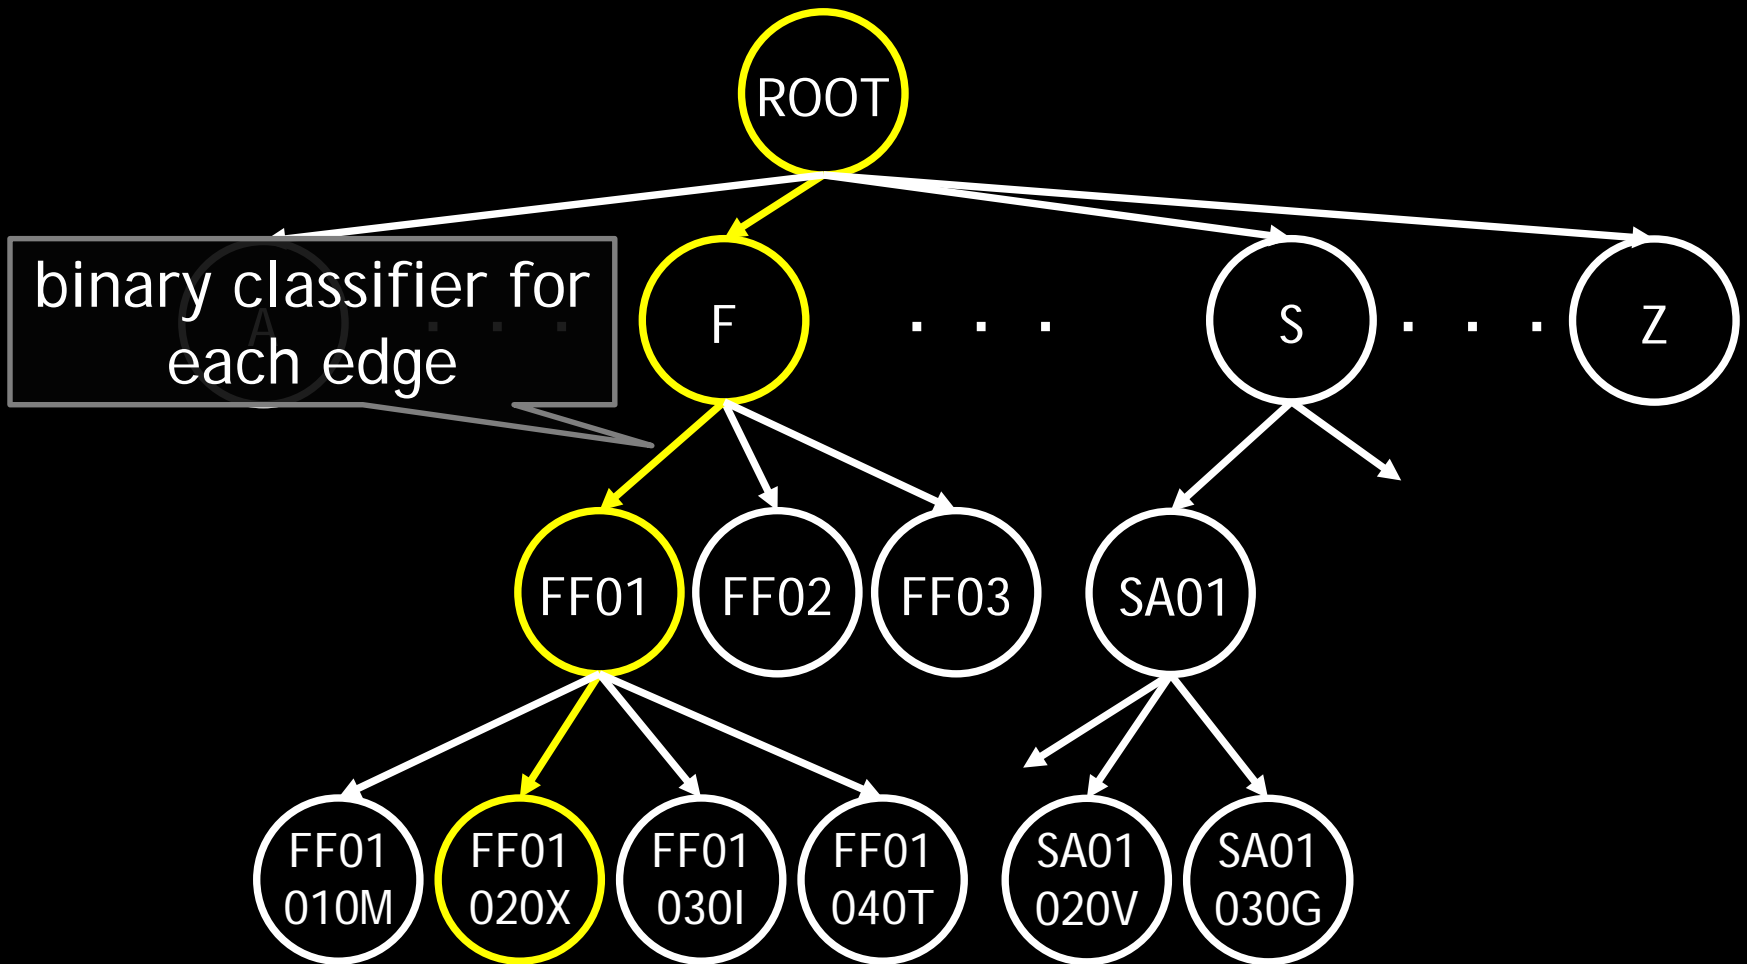 ROOT
binary classifier for
each edge
A
. . .
F
. . .
S
. . .
Z
FF01
FF02
FF03
SA01
FF01
010M
FF01
020X
FF01
030I
FF01
040T
SA01
020V
SA01
030G